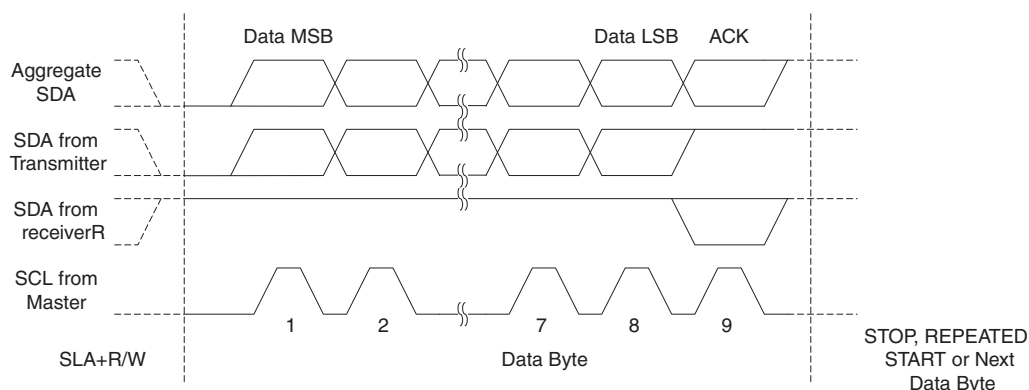 Data MSB
Data LSB
ACK
Aggregate
SDA
SDA from
Transmitter
SDA from
receiverR
SCL from
Master
1
2
7
8
9
SLA+R/W
Data Byte
STOP, REPEATED
START or Next
Data Byte